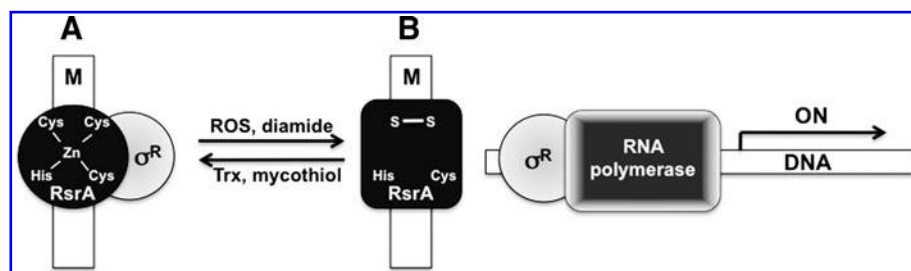 A
M
Cys Cys
Zn
His Cys
RsrA
σR
ROS, diamide
Trx, mycothiol
B
M
S–S
His Cys
RsrA
σR
RNA
polymerase
ON
DNA